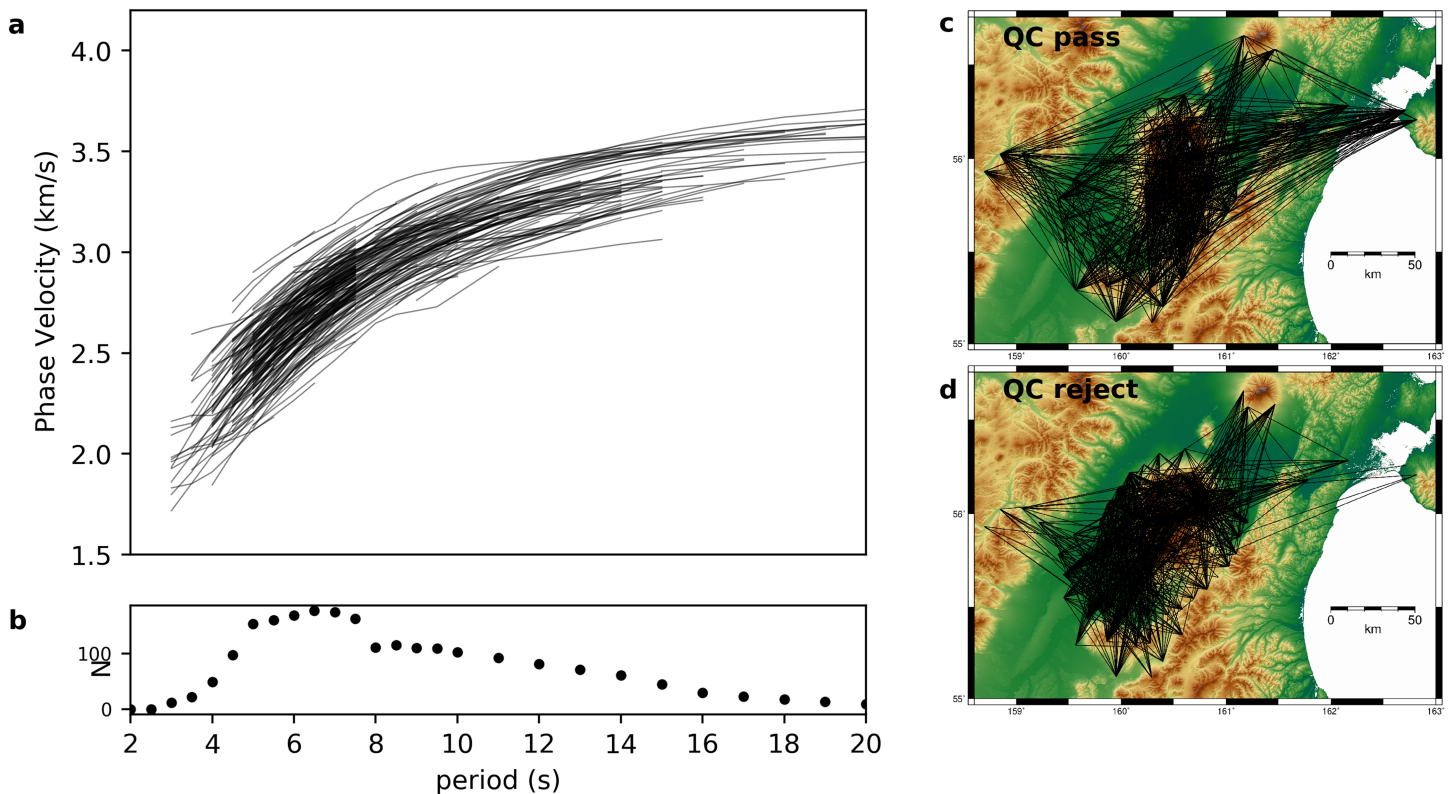 a
4.0
3.5
3.0
2.5
2.0
1.5
Phase Velocity (km/s)
b
100
0
N
2 4 6 8 10 12 14 16 18 20
period (s)
c
QC pass
56°
55°
0 50
km
159° 160° 161° 162° 163°
d
QC reject
56°
55°
0 50
km
159° 160° 161° 162° 163°